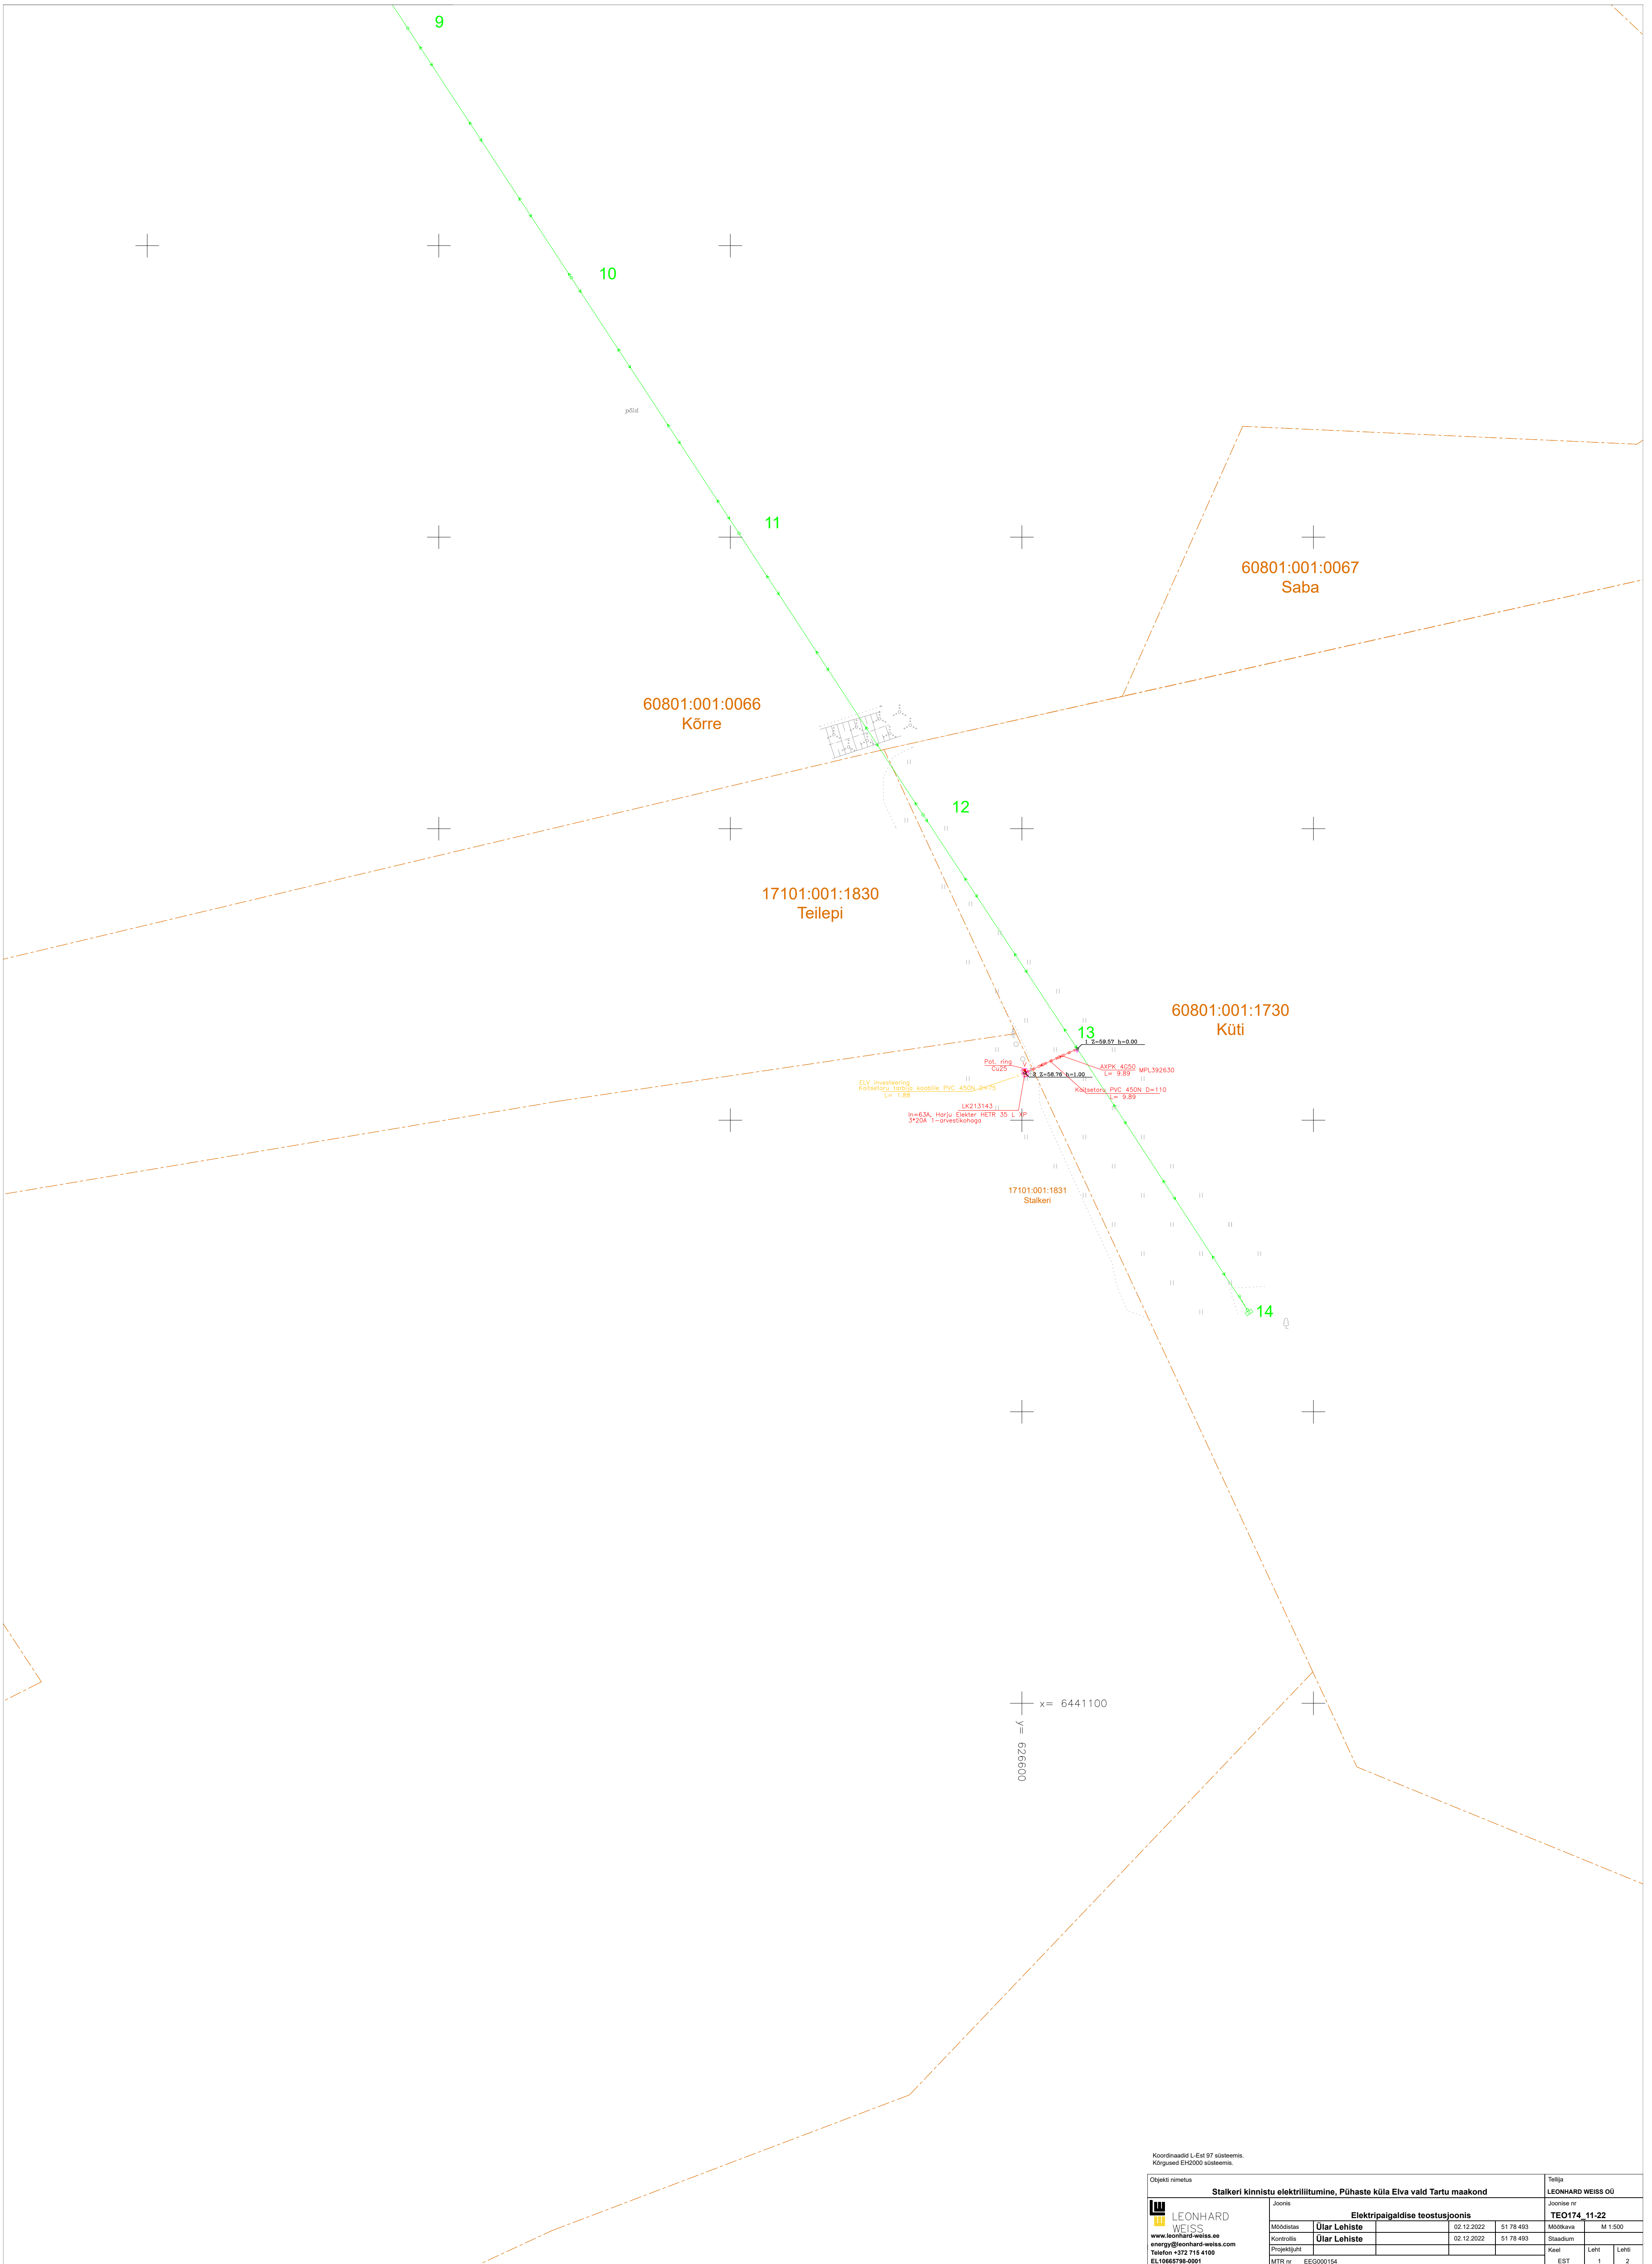 9
10
põld
11
60801:001:0067
Saba
60801:001:0066
Kõrre
12
17101:001:1830
Teilepi
60801:001:1730
Küti
13
1 Z=59.57 h=0.00
Pot. ring
Cu25
AXPK 4G50
L= 9.89
MPL392630
2 Z=58.76 h=1.00
ELV investeering
Kaitsetoru tarbija kaablile PVC 450N D=75
L= 1.88
Kaitsetoru PVC 450N D=110
L= 9.89
LK213143
In=63A, Harju Elekter HETR 35 L XP
3*20A 1-arvestikohaga
17101:001:1831
Stalkeri
14
x= 6441100
y= 626600
Koordinaadid L-Est 97 süsteemis.
Kõrgused EH2000 süsteemis.
Objekti nimetus
Stalkeri kinnistu elektriliitumine, Pühaste küla Elva vald Tartu maakond
Tellija
LEONHARD WEISS OÜ
LEONHARD
WEISS
www.leonhard-weiss.ee
energy@leonhard-weiss.com
Telefon +372 715 4100
EL10665798-0001
Joonis
Elektripaigaldise teostusjoonis
Joonise nr
TEO174_11-22
Mõõdistas Ülar Lehiste 02.12.2022 51 78 493 Mõõtkava M 1:500
Kontrollis Ülar Lehiste 02.12.2022 51 78 493 Staadium
Projektijuht Keel Leht Lehti
MTR nr EEG000154 EST 1 2